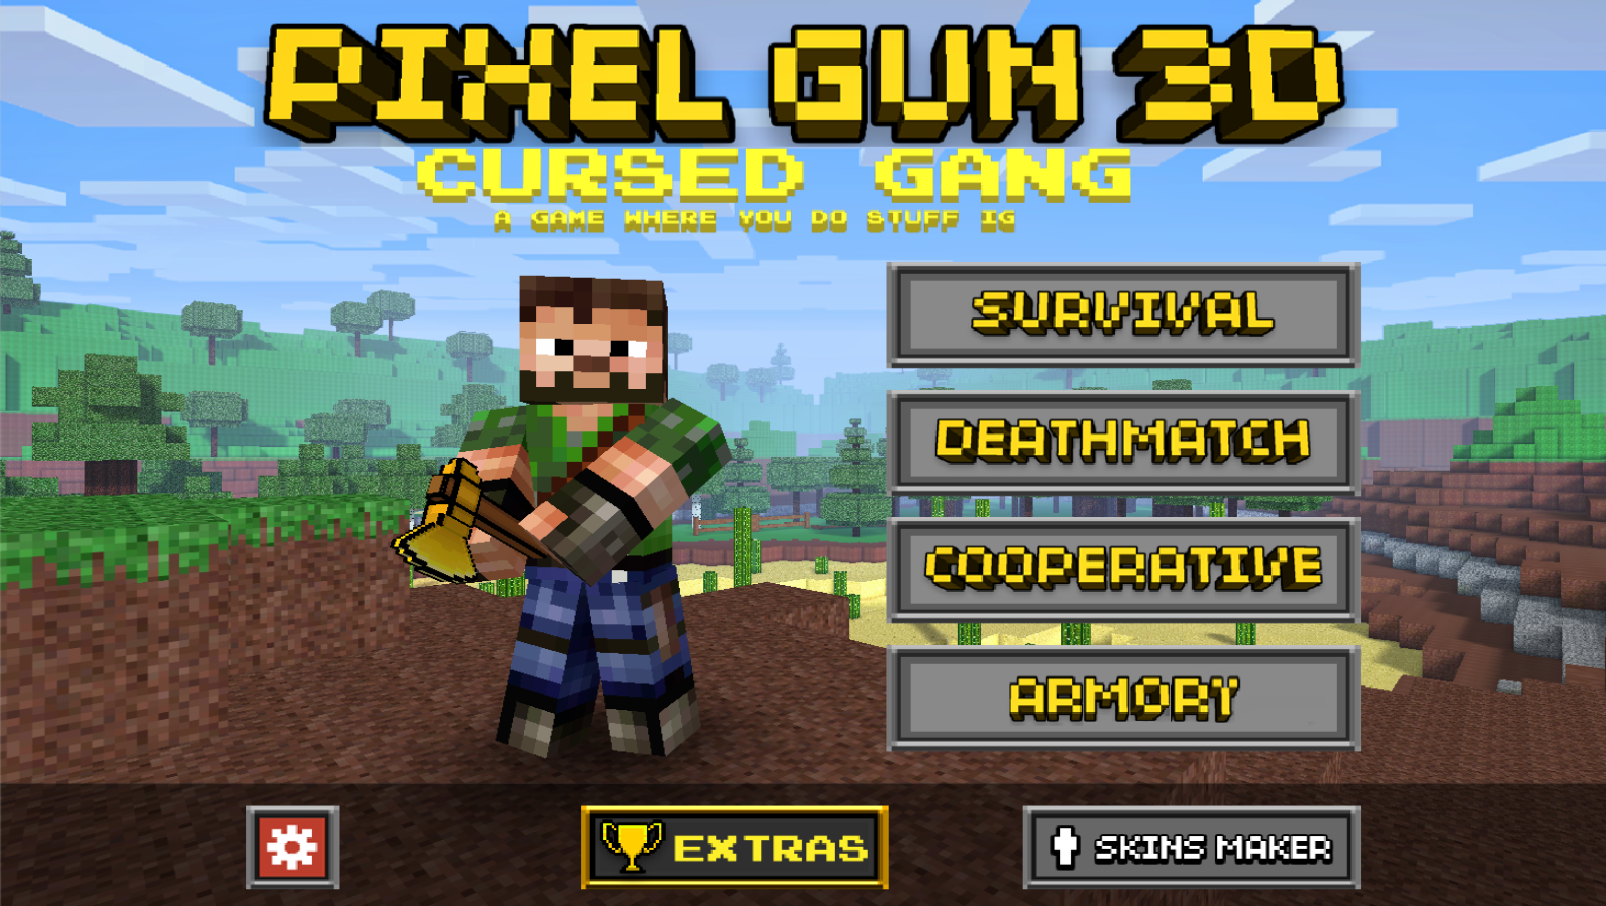 PIXEL GUN 3D
CURSED GANG
A GAME WHERE YOU DO STUFF IG
SURVIVAL
DEATHMATCH
COOPERATIVE
ARMORY
EXTRAS
SKINS MAKER